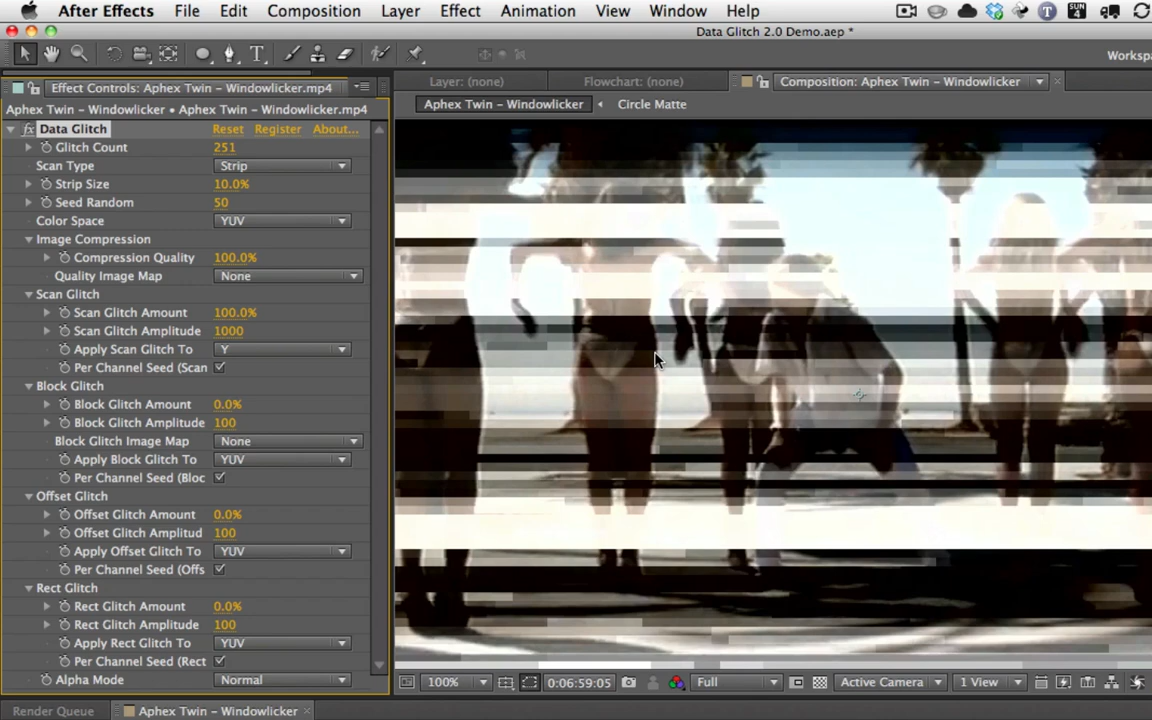 After Effects File Edit Composition Layer Effect Animation View Window Help
Data Glitch 2.0 Demo.aep *
Layer: (none) Flowchart: (none) Composition: Aphex Twin – Windowlicker
Aphex Twin – Windowlicker Circle Matte
Effect Controls: Aphex Twin – Windowlicker.mp4
Aphex Twin – Windowlicker • Aphex Twin – Windowlicker.mp4
fx Data Glitch Reset Register About...
Glitch Count 251
Scan Type Strip
Strip Size 10.0%
Seed Random 50
Color Space YUV
Image Compression
Compression Quality 100.0%
Quality Image Map None
Scan Glitch
Scan Glitch Amount 100.0%
Scan Glitch Amplitude 1000
Apply Scan Glitch To Y
Per Channel Seed (Scan
Block Glitch
Block Glitch Amount 0.0%
Block Glitch Amplitude 100
Block Glitch Image Map None
Apply Block Glitch To YUV
Per Channel Seed (Bloc
Offset Glitch
Offset Glitch Amount 0.0%
Offset Glitch Amplitud 100
Apply Offset Glitch To YUV
Per Channel Seed (Offs
Rect Glitch
Rect Glitch Amount 0.0%
Rect Glitch Amplitude 100
Apply Rect Glitch To YUV
Per Channel Seed (Rect
Alpha Mode Normal
100% 0:06:59:05 Full Active Camera 1 View
Render Queue Aphex Twin – Windowlicker